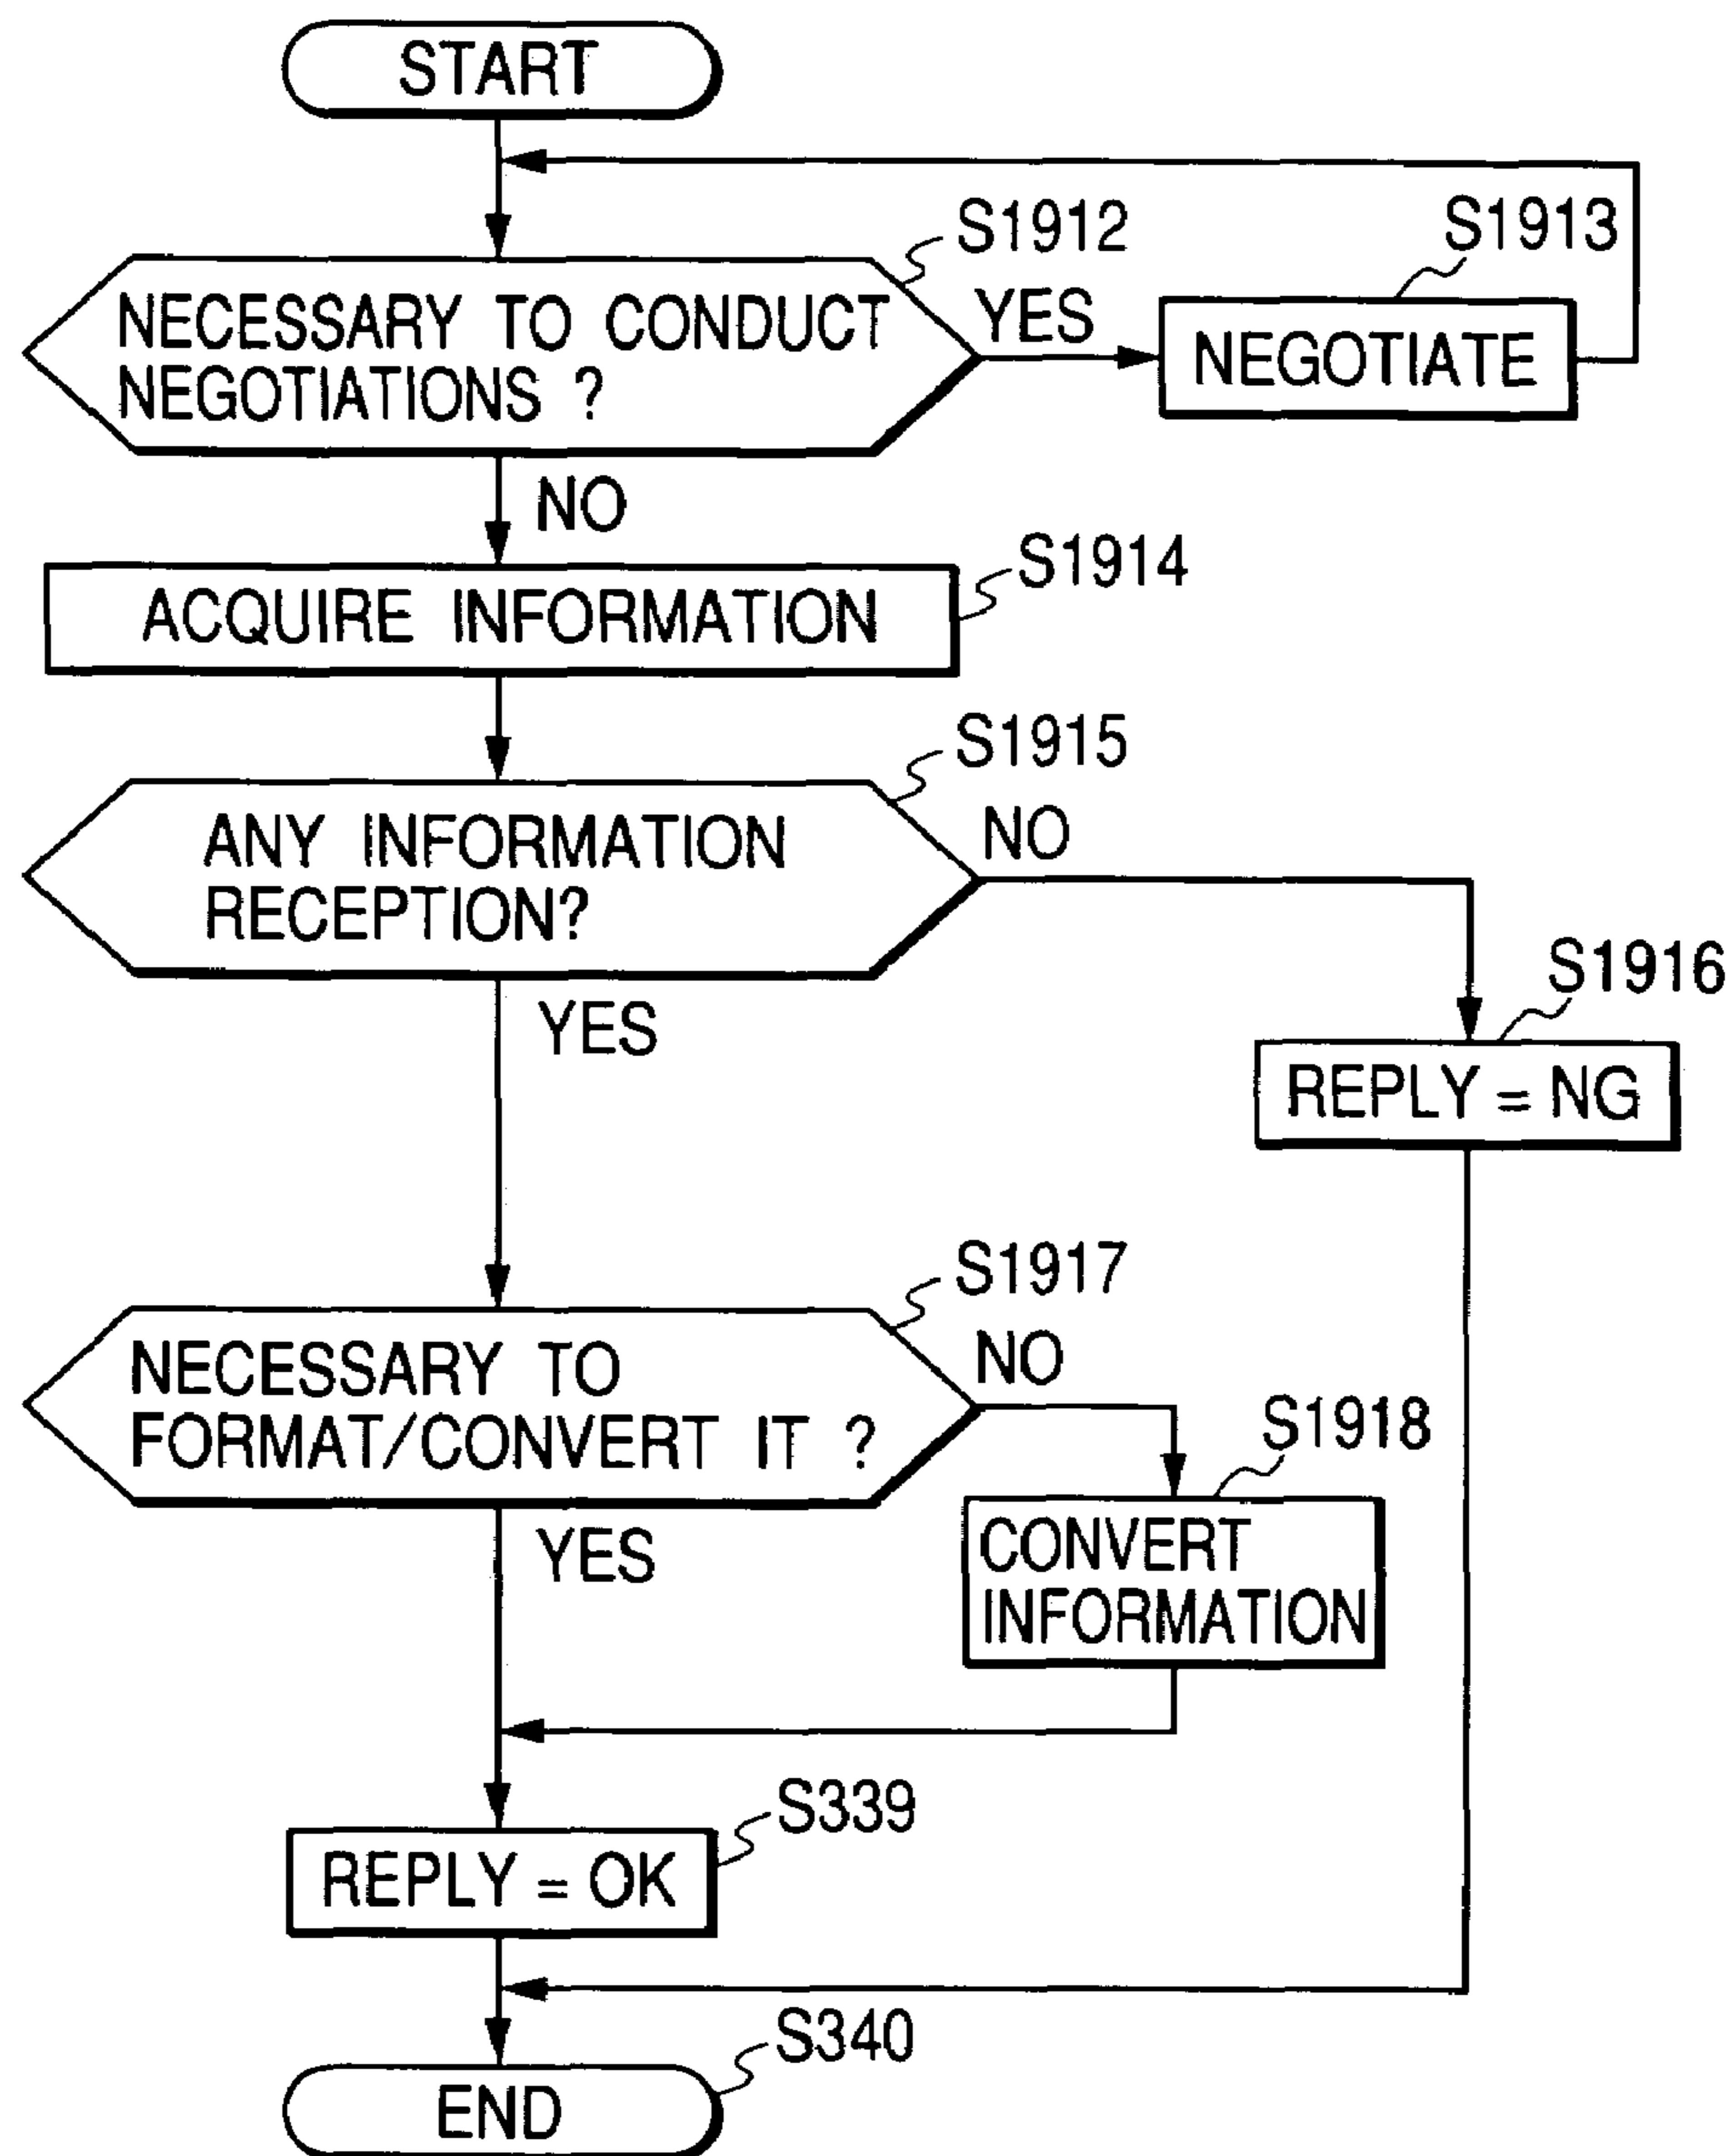 START
S1912
S1913
NECESSARY TO CONDUCT
NEGOTIATIONS ?
YES
NEGOTIATE
NO
S1914
ACQUIRE INFORMATION
S1915
ANY INFORMATION
RECEPTION?
NO
YES
S1916
REPLY = NG
S1917
NECESSARY TO
FORMAT/CONVERT IT ?
NO
YES
S1918
CONVERT
INFORMATION
S339
REPLY = OK
S340
END